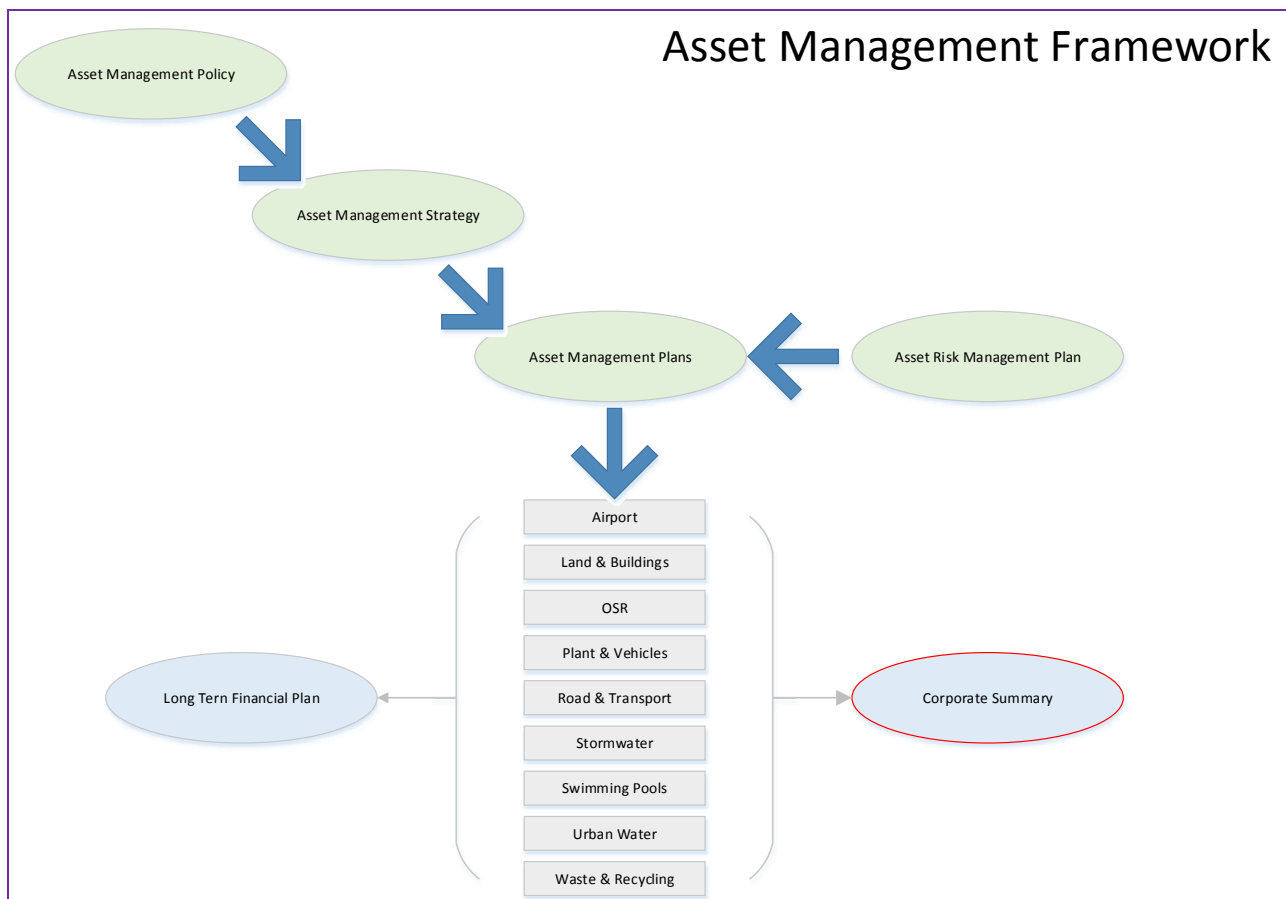 Asset Management Framework
Asset Management Policy
Asset Management Strategy
Asset Management Plans
Asset Risk Management Plan
Airport
Land & Buildings
OSR
Plant & Vehicles
Long Tern Financial Plan
Road & Transport
Corporate Summary
Stormwater
Swimming Pools
Urban Water
Waste & Recycling